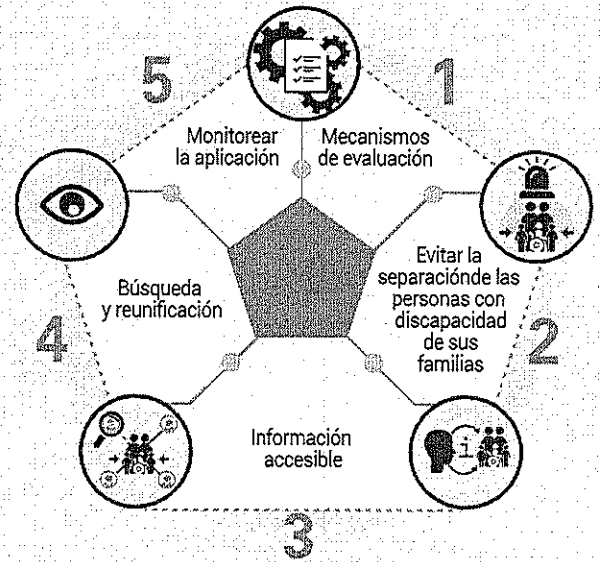 1
Mecanismos
de evaluación
2
Evitar la
separaciónde las
personas con
discapacidad
de sus
familias
3
Información
accesible
4
Búsqueda
y reunificación
5
Monitorear
la aplicación
i